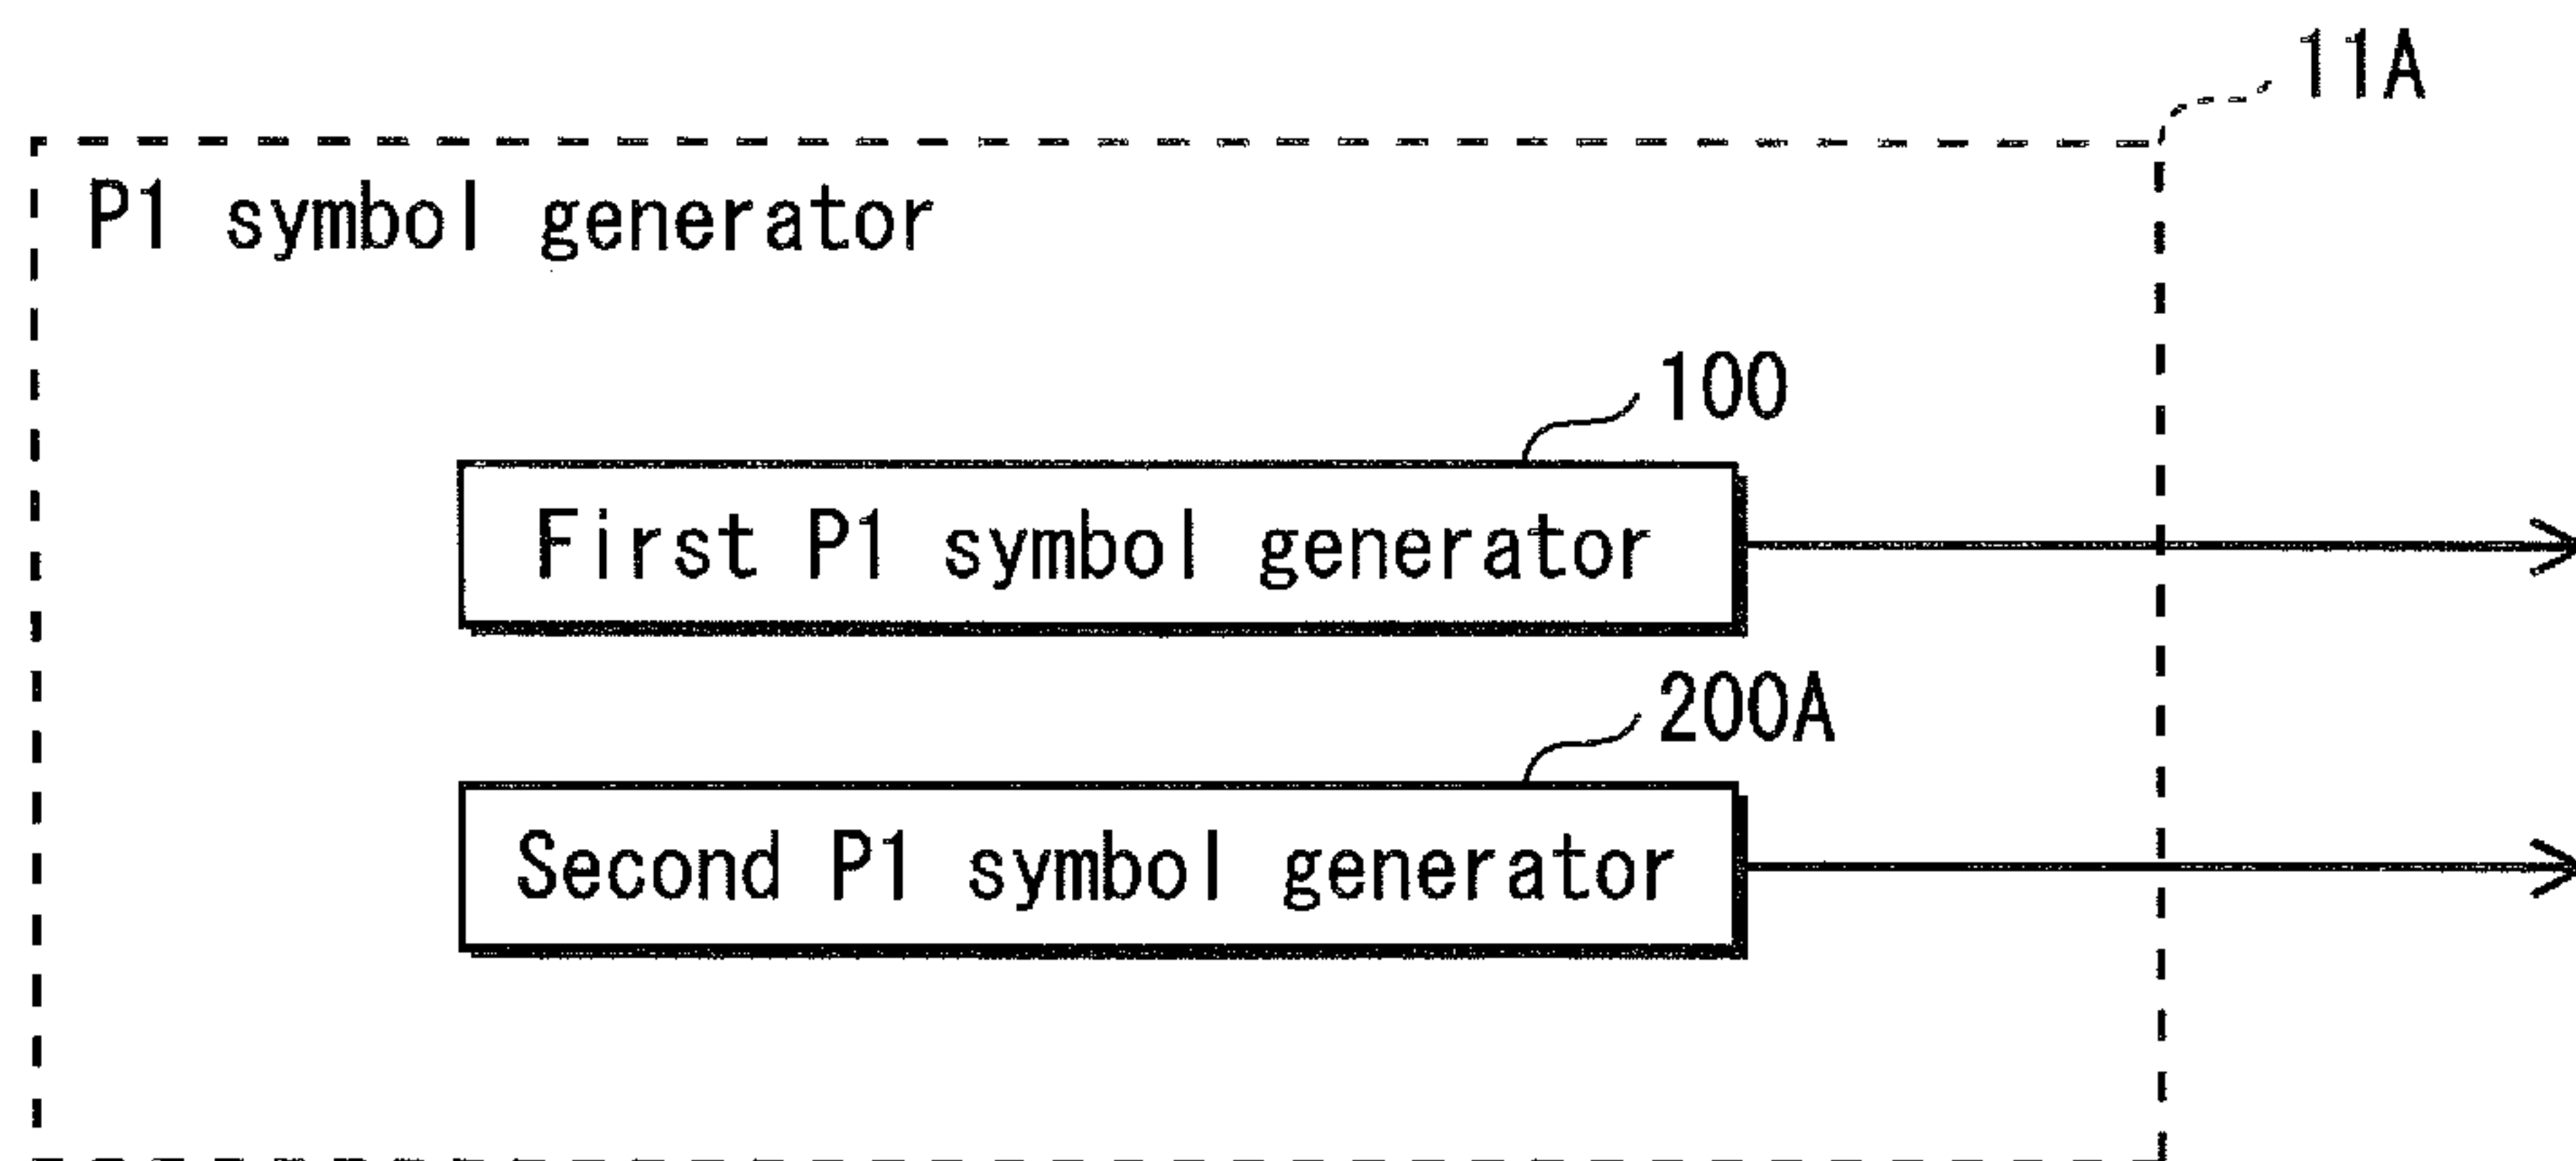 11A
P1 symbol generator
100
First P1 symbol generator
200A
Second P1 symbol generator